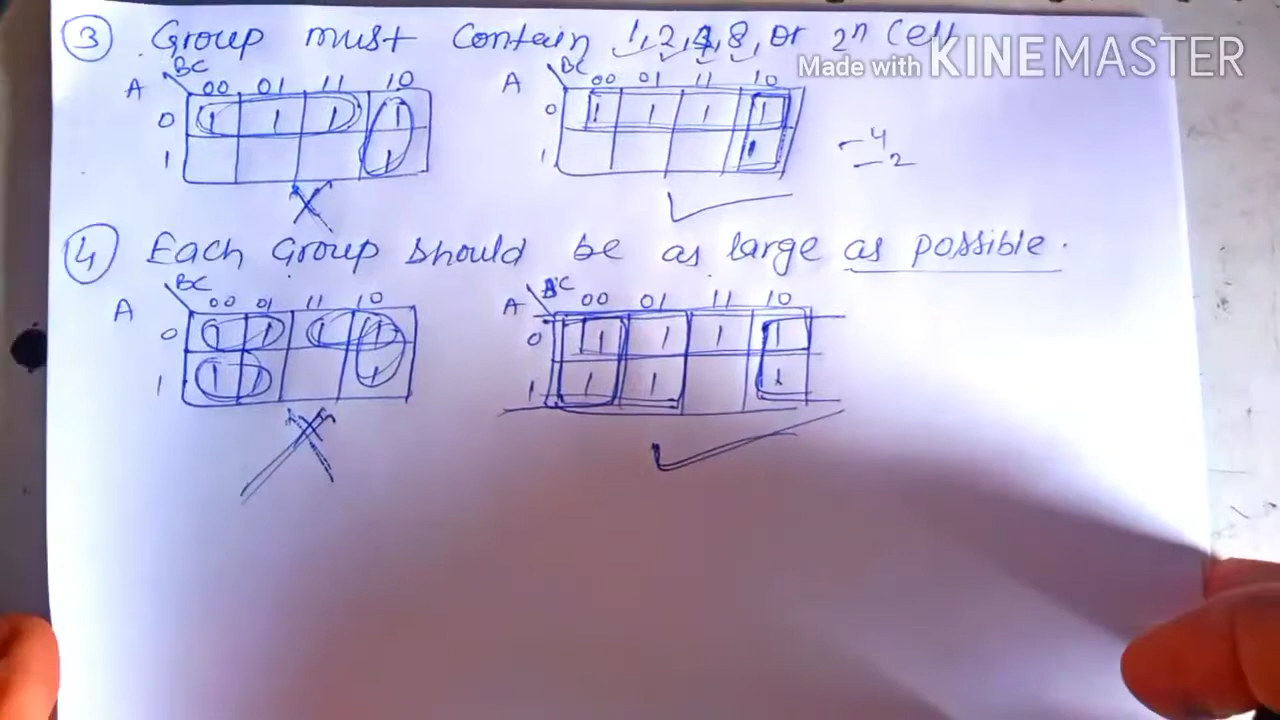 ③ Group must contain 1, 2, 4, 8, or 2ⁿ cell
Made with KINEMASTER
BC BC
A 00 01 11 10 A 00 01 11 10
0 1 1 1 1 0 1 1 1 1
1 1 1 1
- 4
- 2
④ Each Group should be as large as possible.
BC BC
A 00 01 11 10 A 00 01 11 10
0 1 1 1 1 0 1 1 1 1
1 1 1 1 1 1 1 1